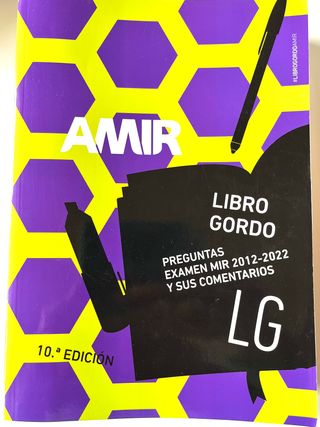 #LIBROGORDOAMIR
AMIR
LIBRO
GORDO
PREGUNTAS
EXAMEN MIR 2012-2022
Y SUS COMENTARIOS
LG
10.ª EDICIÓN